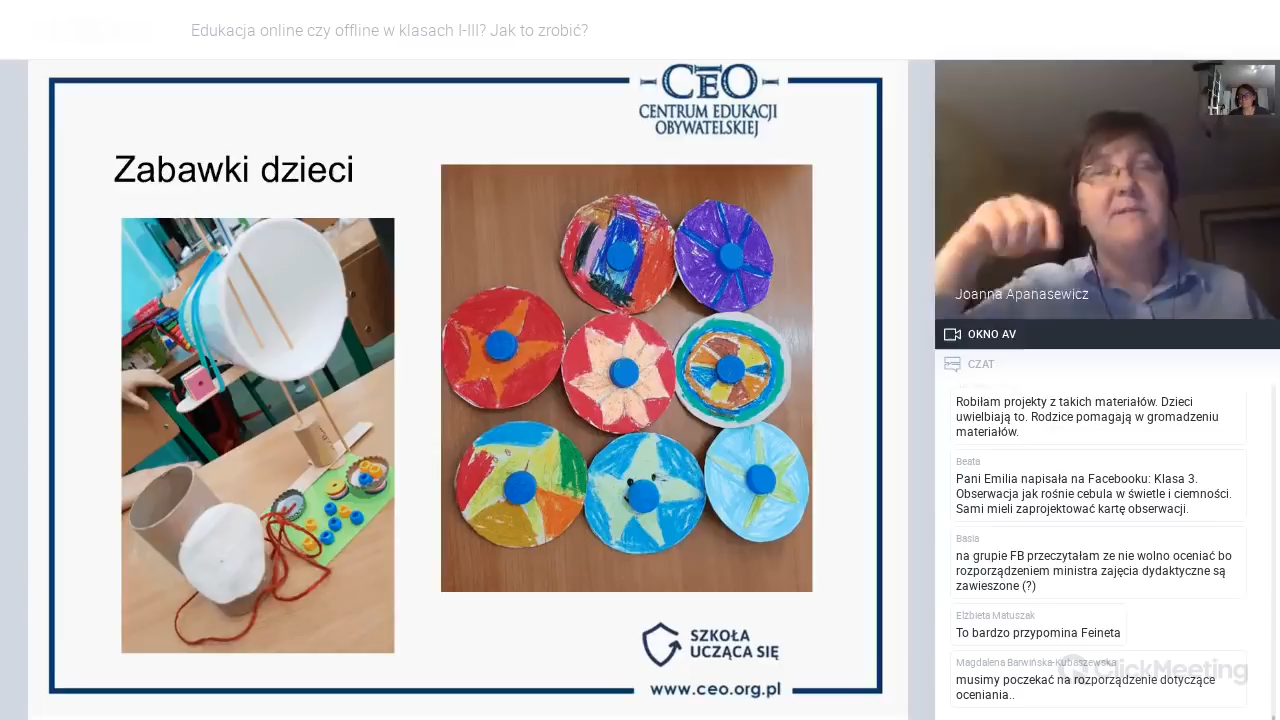 Edukacja online czy offline w klasach I-III? Jak to zrobić?
CEO
CENTRUM EDUKACJI
OBYWATELSKIEJ
Zabawki dzieci
SZKOŁA
UCZĄCA SIĘ
www.ceo.org.pl
Joanna Apanasewicz
OKNO AV
CZAT
Robiłam projekty z takich materiałów. Dzieci
uwielbiają to. Rodzice pomagają w gromadzeniu
materiałów.
Beata
Pani Emilia napisała na Facebooku: Klasa 3.
Obserwacja jak rośnie cebula w świetle i ciemności.
Sami mieli zaprojektować kartę obserwacji.
Basia
na grupie FB przeczytałam ze nie wolno oceniać bo
rozporządzeniem ministra zajęcia dydaktyczne są
zawieszone (?)
Elżbieta Matuszak
To bardzo przypomina Feineta
Magdalena Barwińska-Kubaszewska
musimy poczekać na rozporządzenie dotyczące
oceniania..
ClickMeeting